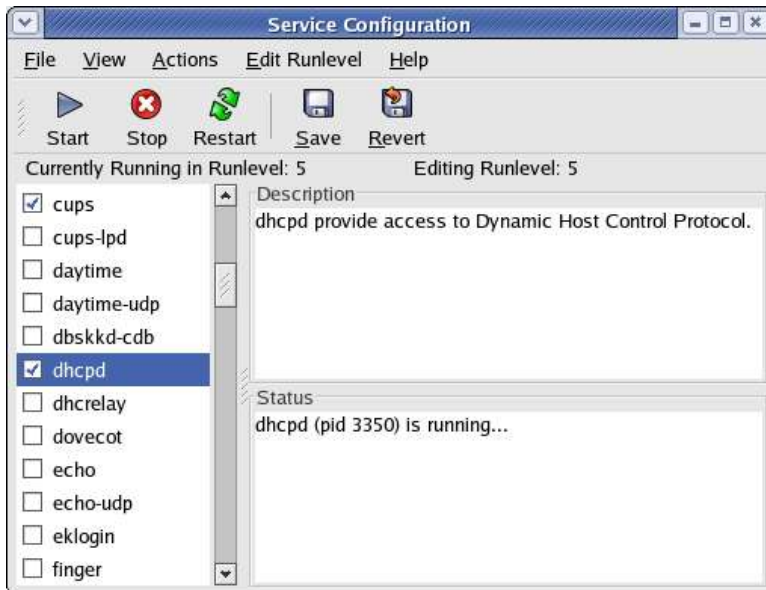 Service Configuration
File View Actions Edit Runlevel Help
Start Stop Restart Save Revert
Currently Running in Runlevel: 5 Editing Runlevel: 5
cups
cups-lpd
daytime
daytime-udp
dbskkd-cdb
dhcpd
dhcrelay
dovecot
echo
echo-udp
eklogin
finger
Description
dhcpd provide access to Dynamic Host Control Protocol.
Status
dhcpd (pid 3350) is running...